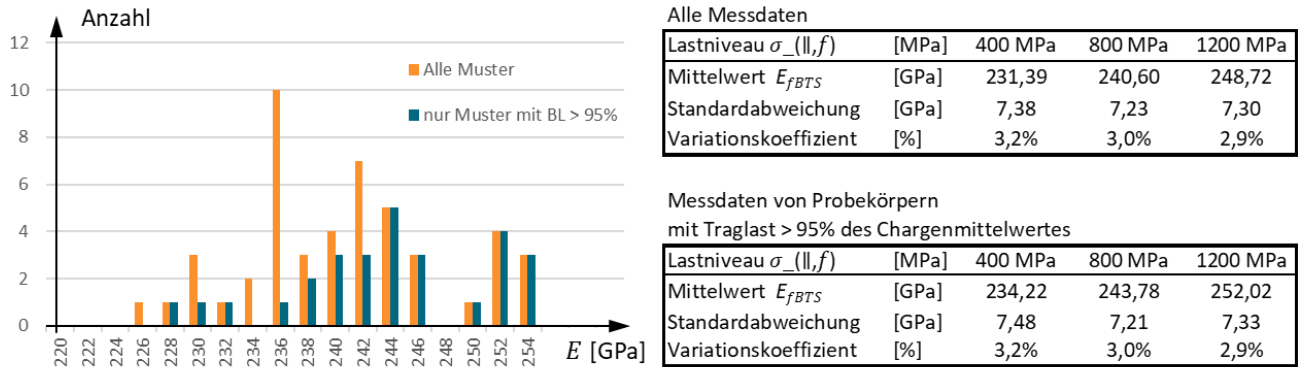 Anzahl
12
10
8
6
4
2
0
Alle Muster
nur Muster mit BL > 95%
220 222 224 226 228 230 232 234 236 238 240 242 244 246 250 252 254
E [GPa]
Alle Messdaten
Lastniveau σ_(ǁ,f) [MPa] 400 MPa 800 MPa 1200 MPa
Mittelwert E_fBTS [GPa] 231,39 240,60 248,72
Standardabweichung [GPa] 7,38 7,23 7,30
Variationskoeffizient [%] 3,2% 3,0% 2,9%
Messdaten von Probekörpern
mit Traglast > 95% des Chargenmittelwertes
Lastniveau σ_(ǁ,f) [MPa] 400 MPa 800 MPa 1200 MPa
Mittelwert E_fBTS [GPa] 234,22 243,78 252,02
Standardabweichung [GPa] 7,48 7,21 7,33
Variationskoeffizient [%] 3,2% 3,0% 2,9%